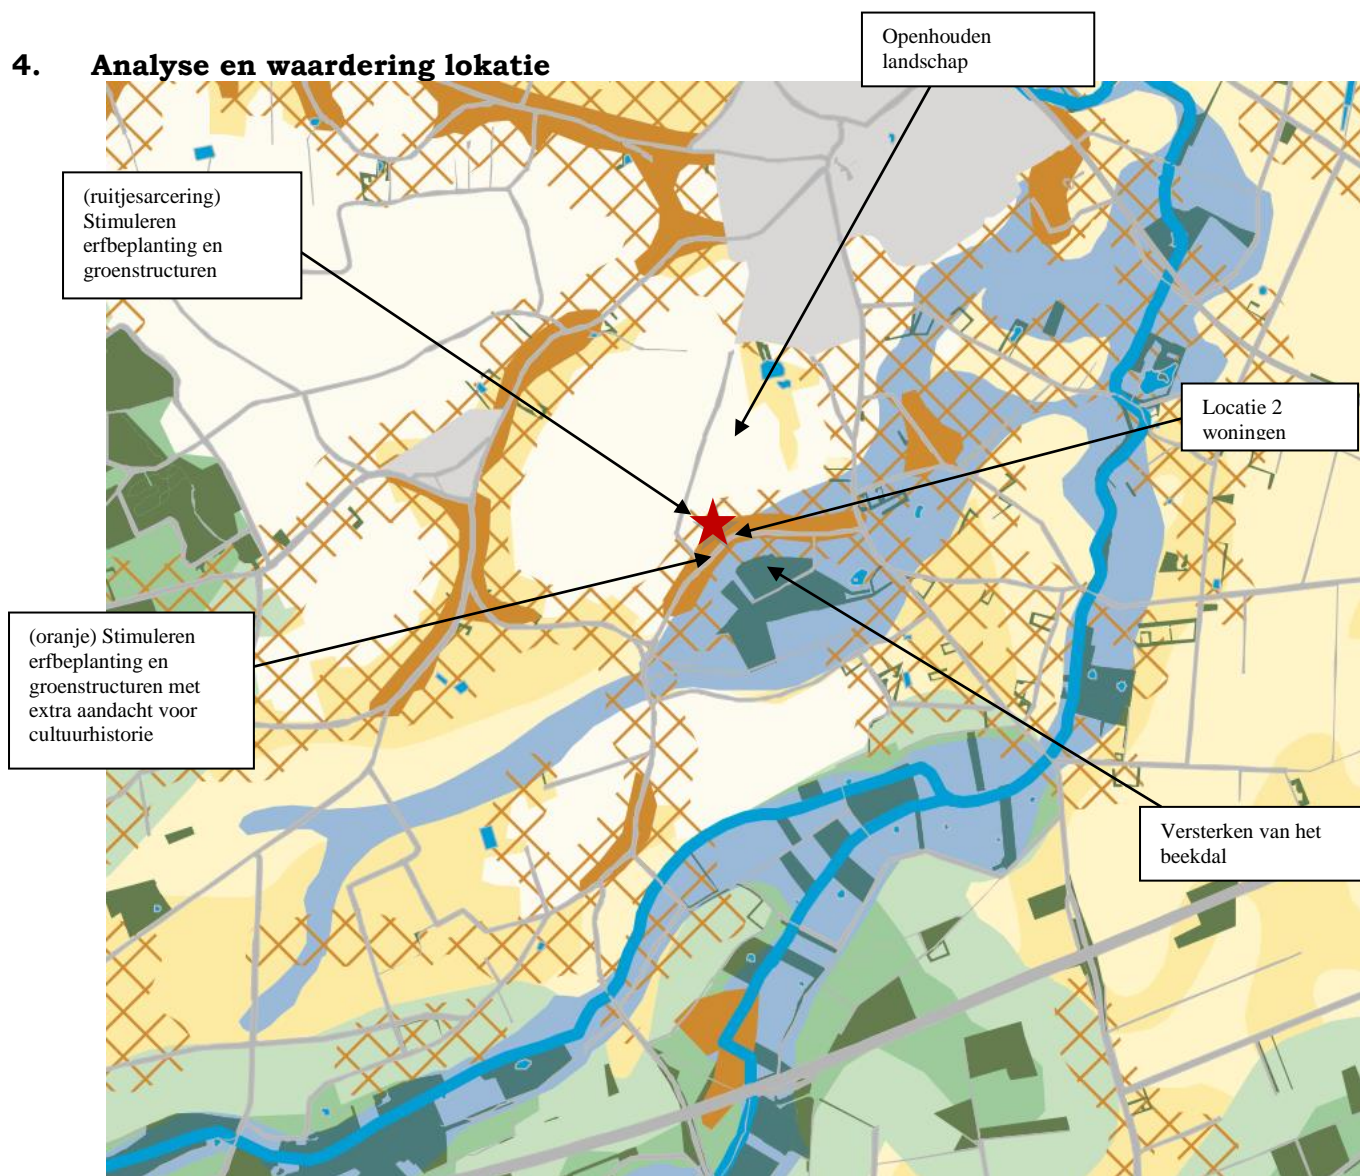 4. Analyse en waardering lokatie
Openhouden
landschap
(ruitjesarcering)
Stimuleren
erfbeplanting en
groenstructuren
Locatie 2
woningen
(oranje) Stimuleren
erfbeplanting en
groenstructuren met
extra aandacht voor
cultuurhistorie
Versterken van het
beekdal